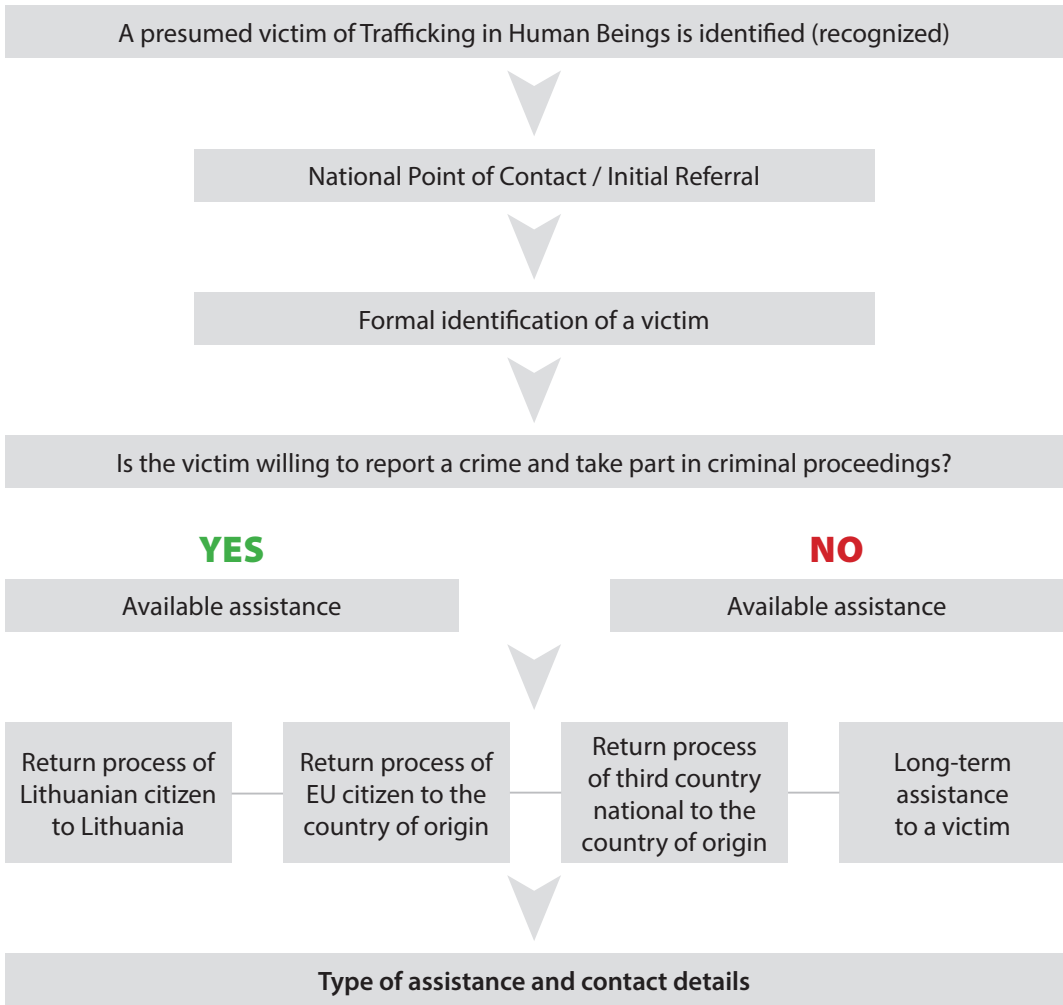 A presumed victim of Trafficking in Human Beings is identified (recognized)
National Point of Contact / Initial Referral
Formal identification of a victim
Is the victim willing to report a crime and take part in criminal proceedings?
YES
NO
Available assistance
Available assistance
Return process of
Lithuanian citizen
to Lithuania
Return process of
EU citizen to the
country of origin
Return process
of third country
national to the
country of origin
Long-term
assistance
to a victim
Type of assistance and contact details